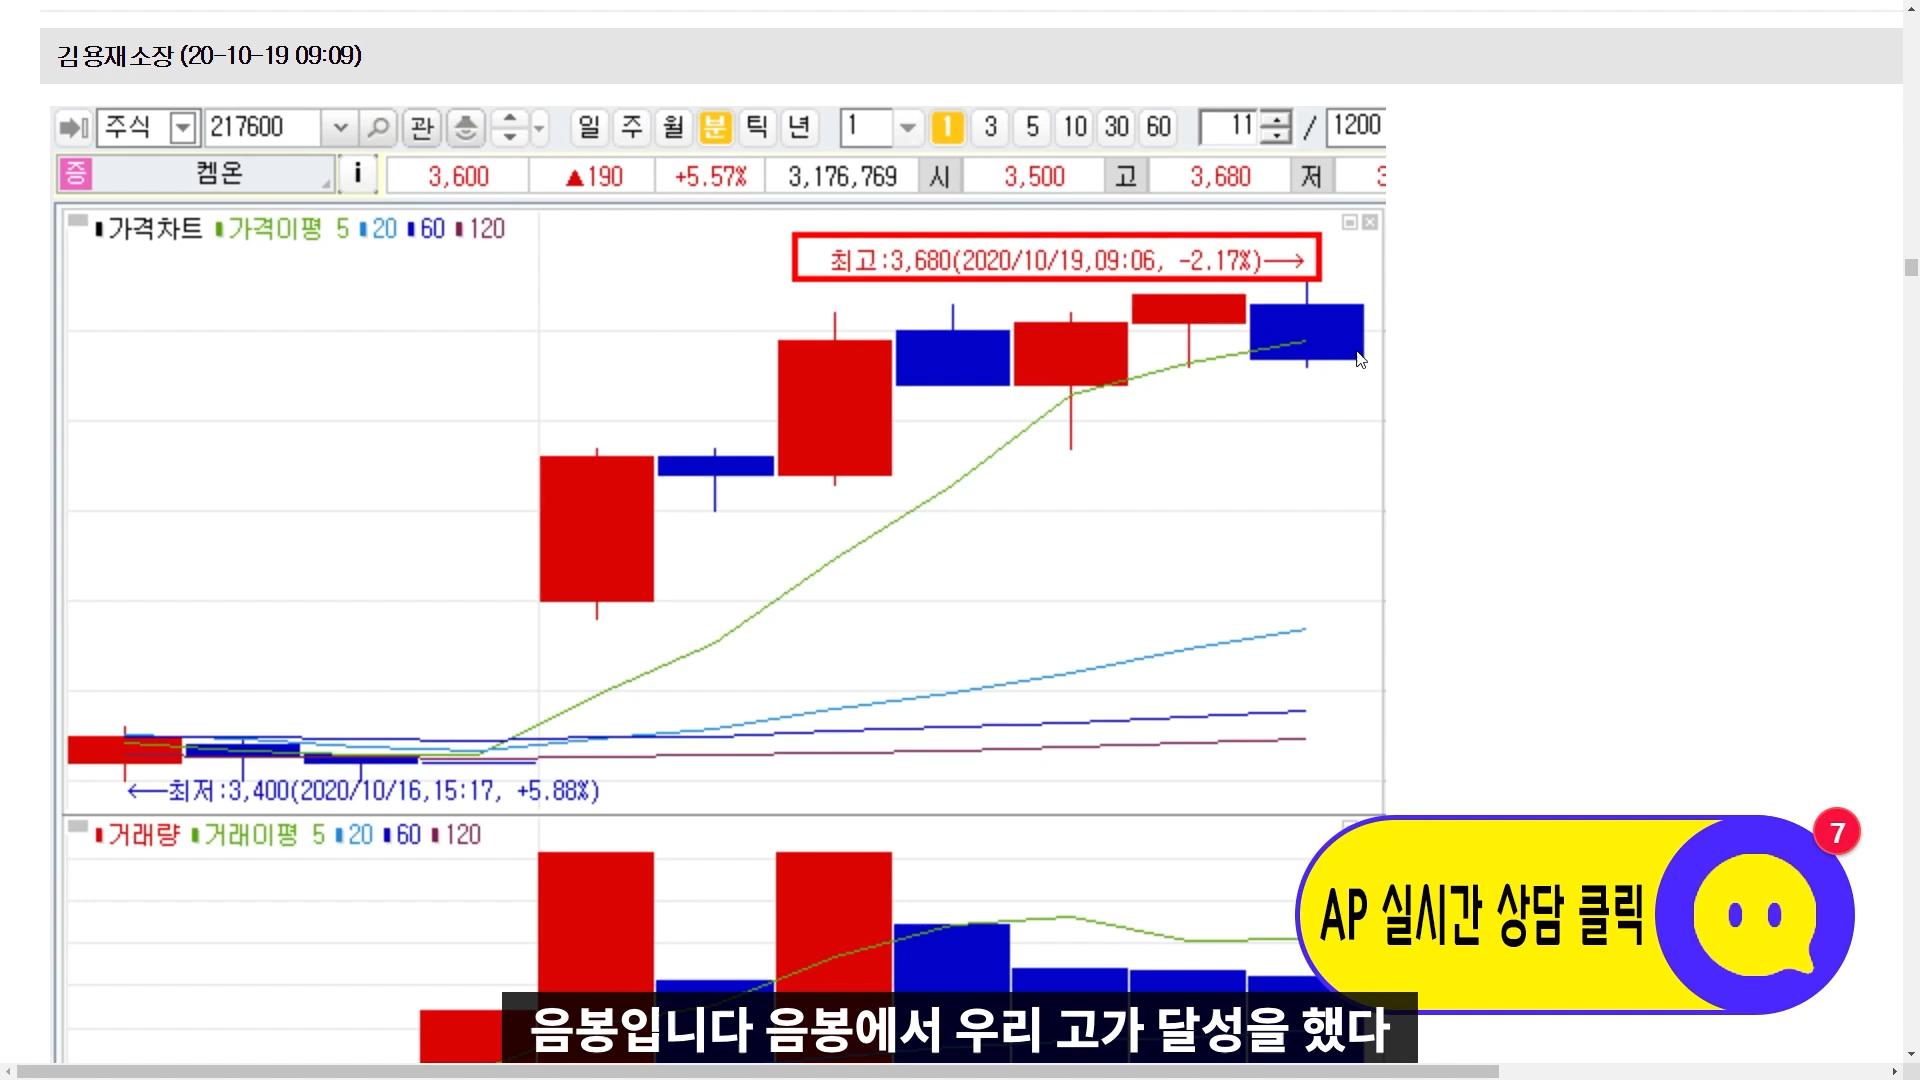 김용재소장 (20-10-19 09:09)
주식 217600 관 일 주 월 분 틱 년 1 1 3 5 10 30 60 11 / 1200
증 켐온 i 3,600 ▲190 +5.57% 3,176,769 시 3,500 고 3,680 저
가격차트 가격이평 5 20 60 120
최고:3,680(2020/10/19,09:06, -2.17%)→
←최저:3,400(2020/10/16,15:17, +5.88%)
거래량 거래이평 5 20 60 120
7
AP 실시간 상담 클릭
음봉입니다 음봉에서 우리 고가 달성을 했다